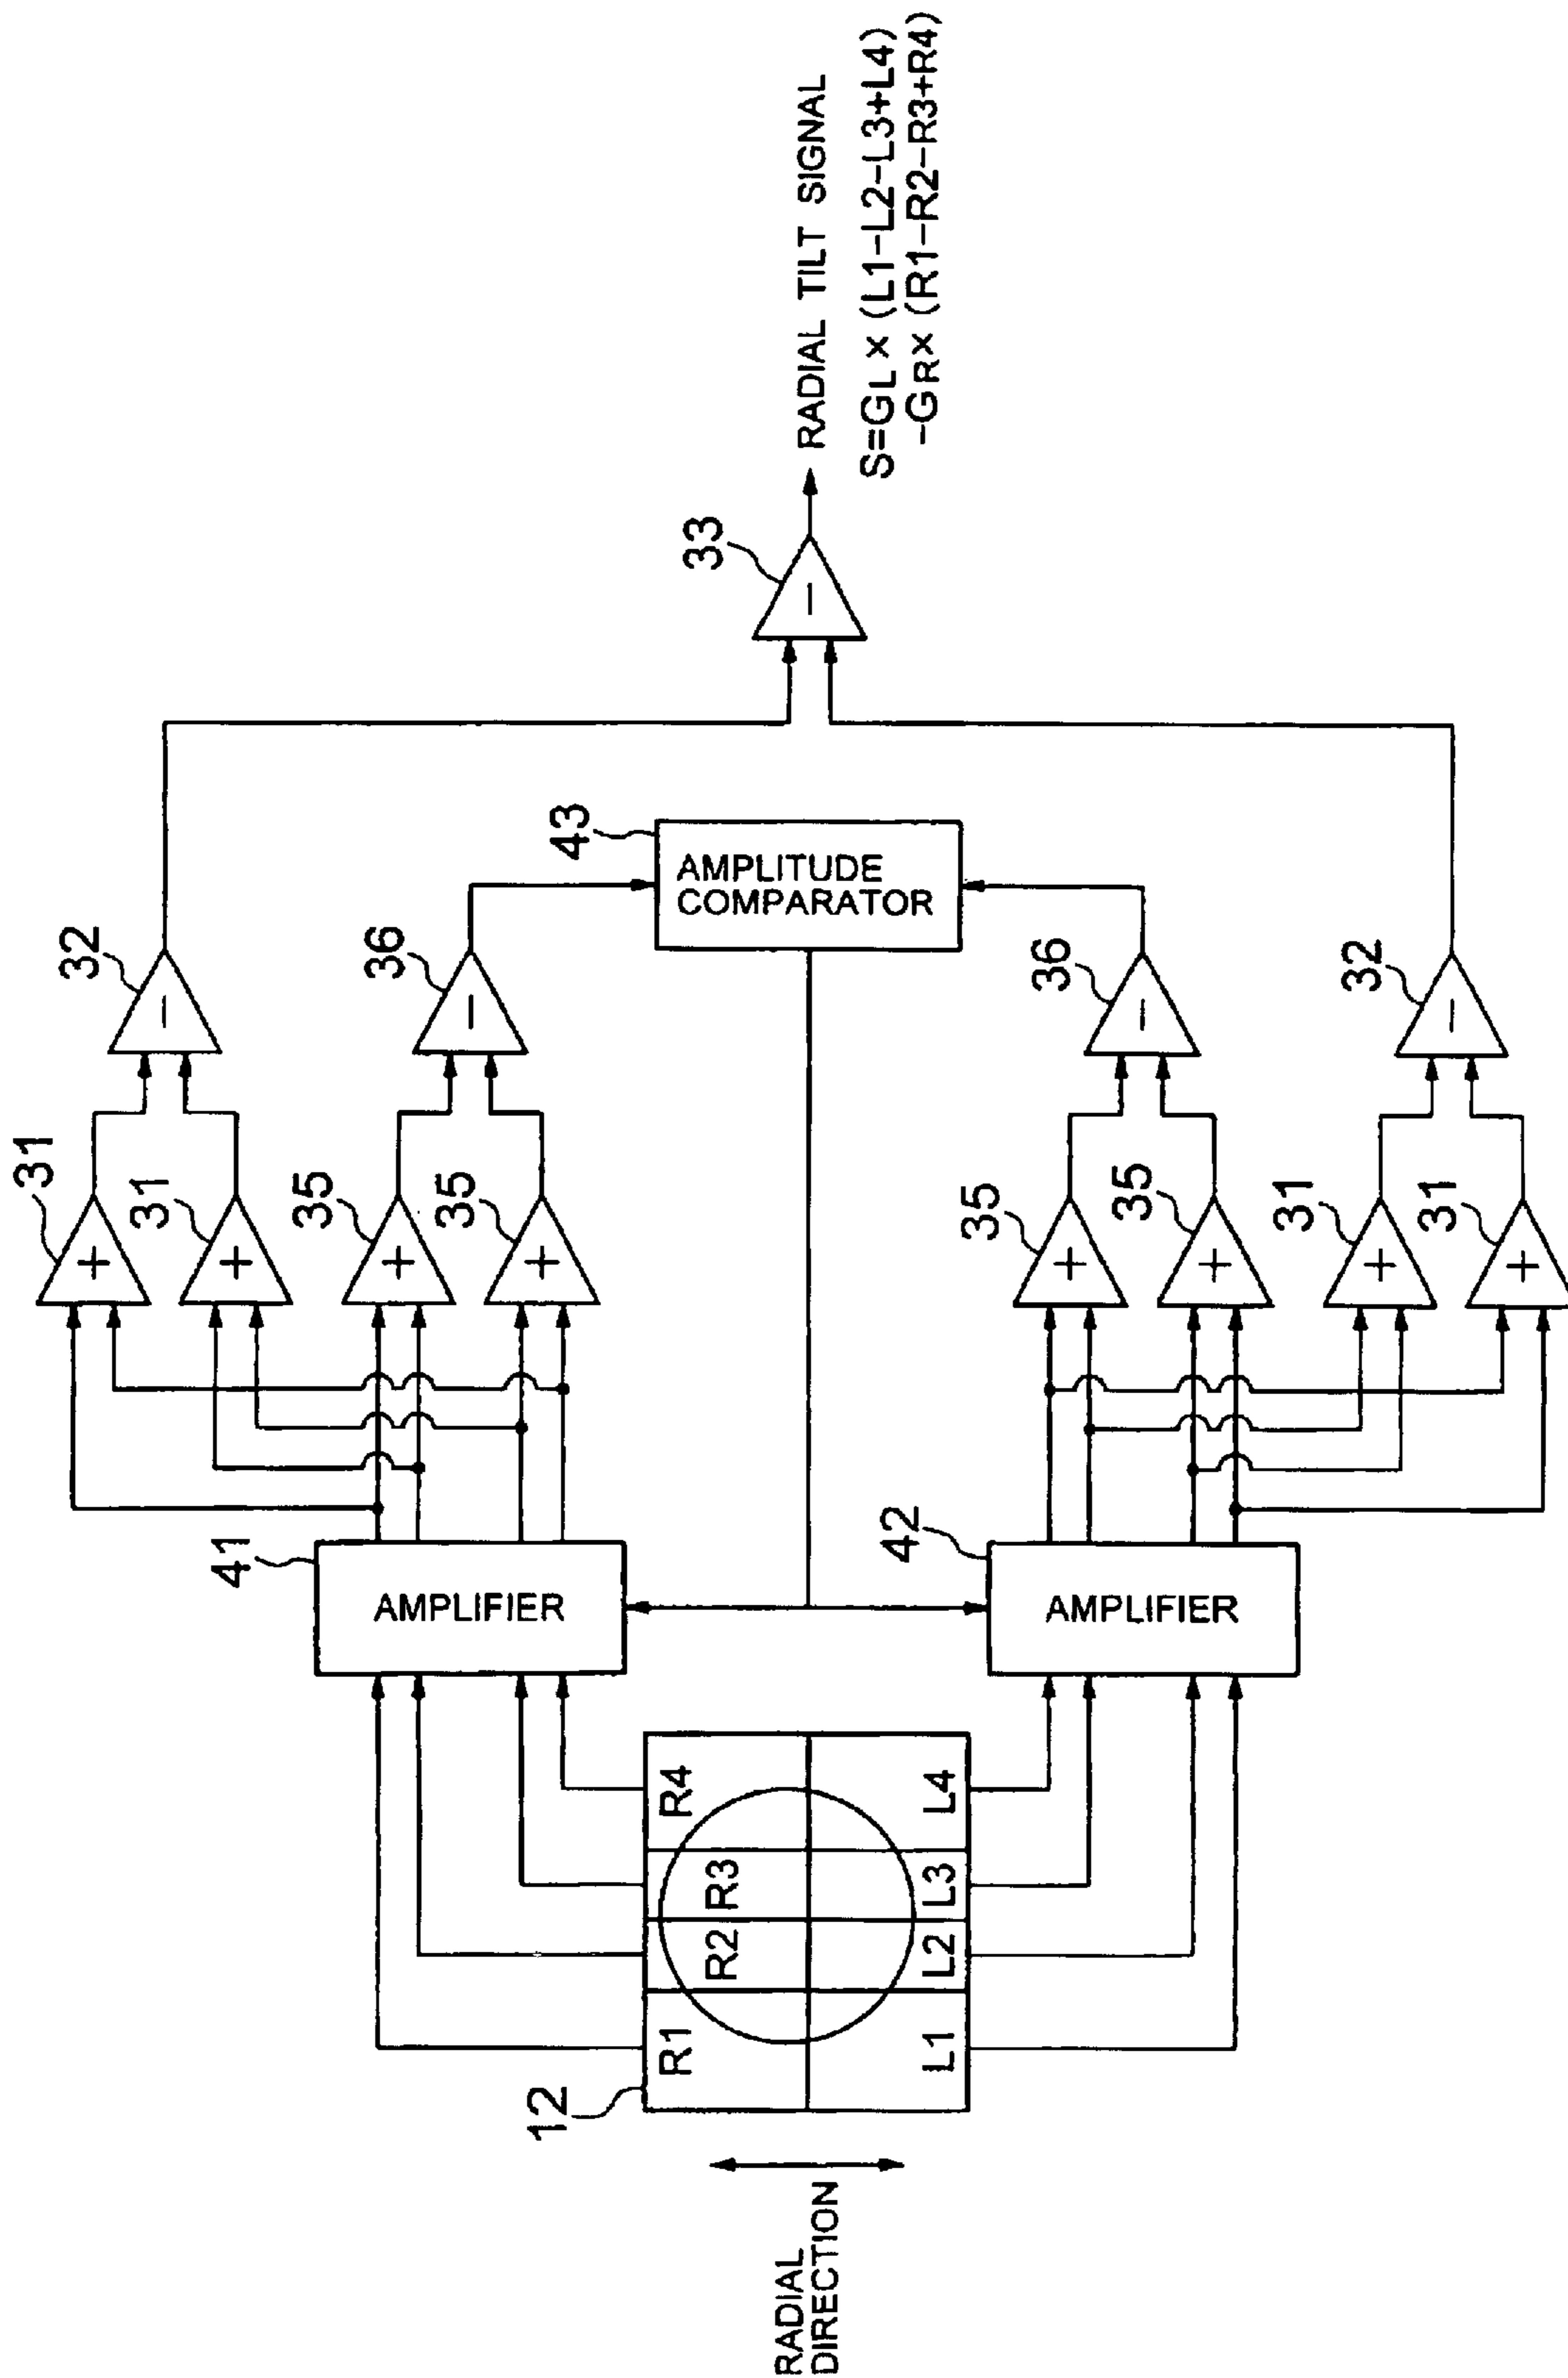 RADIAL
DIRECTION
12
R1
R2
R3
R4
L1
L2
L3
L4
41
AMPLIFIER
42
AMPLIFIER
31
+
31
+
35
+
35
+
35
+
35
+
31
+
31
+
32
−
36
−
36
−
32
−
43
AMPLITUDE
COMPARATOR
33
−
RADIAL TILT SIGNAL
S=GL×(L1−L2−L3+L4)
−GR×(R1−R2−R3+R4)